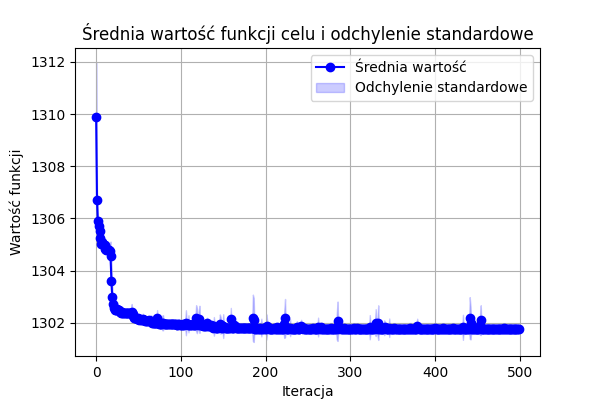 Średnia wartość funkcji celu i odchylenie standardowe
Średnia wartość
Odchylenie standardowe
Wartość funkcji
1312
1310
1308
1306
1304
1302
0 100 200 300 400 500
Iteracja